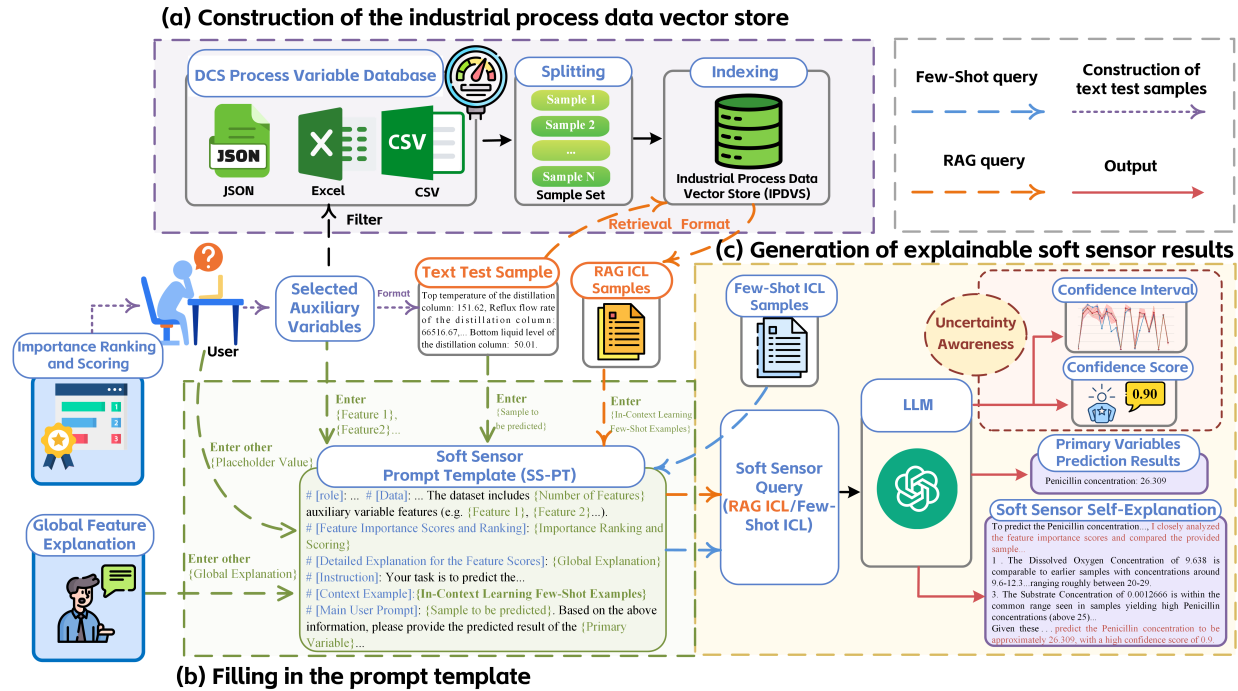 (a) Construction of the industrial process data vector store
DCS Process Variable Database
JSON
JSON
X
Excel
CSV
CSV
Splitting
Sample 1
Sample 2
...
Sample N
Sample Set
Indexing
Industrial Process Data
Vector Store (IPDVS)
Few-Shot query
Construction of
text test samples
RAG query
Output
Filter
Retrieval Format
(c) Generation of explainable soft sensor results
?
User
Importance Ranking
and Scoring
1
2
3
Selected
Auxiliary
Variables
Format
Text Test Sample
Top temperature of the distillation
column: 151.62, Reflux flow rate
of the distillation column:
66516.67,... Bottom liquid level of
the distillation column: 50.01.
RAG ICL
Samples
Few-Shot ICL
Samples
Uncertainty
Awareness
Confidence Interval
Confidence Score
0.90
Enter
{Feature 1},
{Feature2}...
Enter
{Sample to
be predicted}
Enter
{In-Context Learning
Few-Shot Examples}
Enter other
{Placeholder Value}
Soft Sensor
Prompt Template (SS-PT)
# [role]: ... # [Data]: ... The dataset includes {Number of Features}
auxiliary variable features (e.g. {Feature 1}, {Feature 2}...).
# [Feature Importance Scores and Ranking]: {Importance Ranking and
Scoring}
# [Detailed Explanation for the Feature Scores]: {Global Explanation}
# [Instruction]: Your task is to predict the...
# [Context Example]:{In-Context Learning Few-Shot Examples}
# [Main User Prompt]: {Sample to be predicted}. Based on the above
information, please provide the predicted result of the {Primary
Variable}...
Global Feature
Explanation
Enter other
{Global Explanation}
(b) Filling in the prompt template
Soft Sensor
Query
(RAG ICL/Few-
Shot ICL)
LLM
Primary Variables
Prediction Results
Penicillin concentration: 26.309
Soft Sensor Self-Explanation
To predict the Penicillin concentration..., I closely analyzed
the feature importance scores and compared the provided
sample...
1 . The Dissolved Oxygen Concentration of 9.638 is
comparable to earlier samples with concentrations around
9.6-12.3...ranging roughly between 20-29.
3. The Substrate Concentration of 0.0012666 is within the
common range seen in samples yielding high Penicillin
concentrations (above 25)...
Given these . . . predict the Penicillin concentration to be
approximately 26.309, with a high confidence score of 0.9.